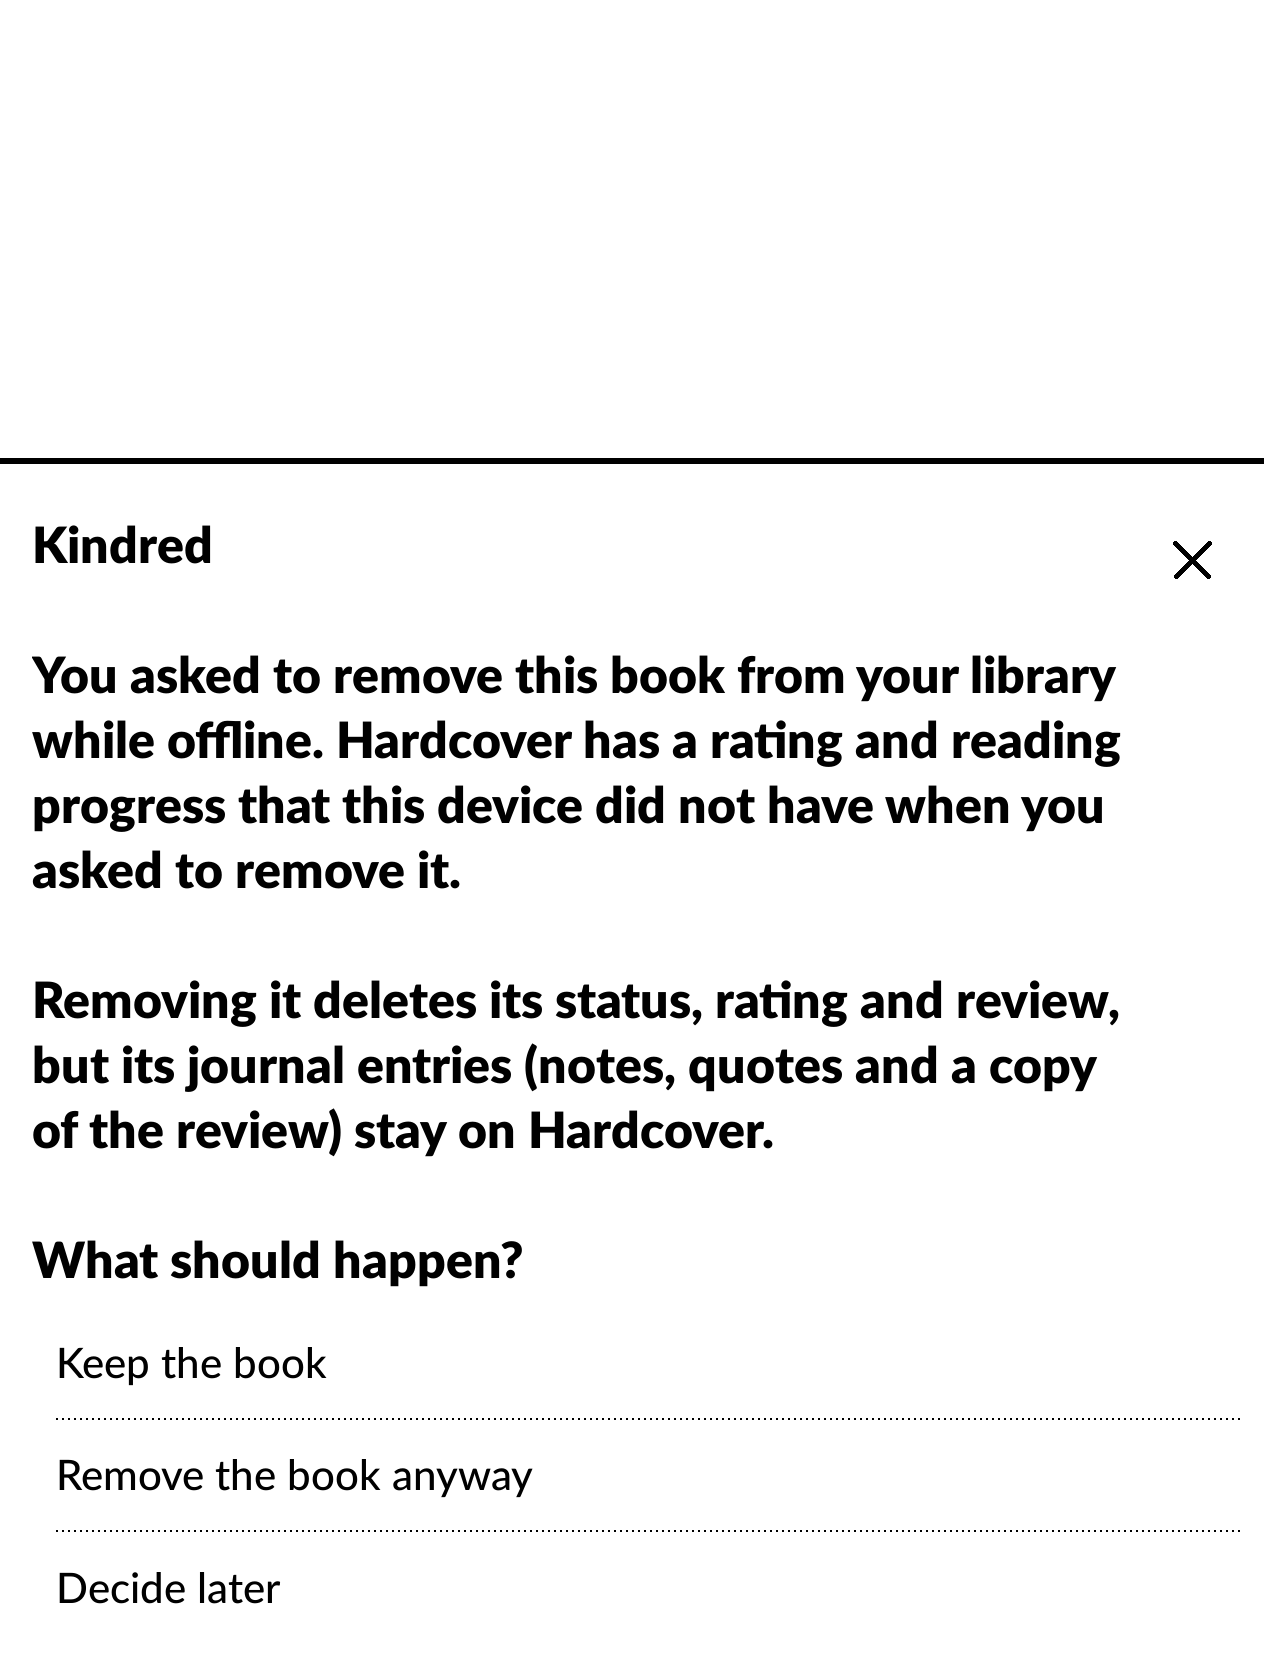 Kindred
You asked to remove this book from your library
while offline. Hardcover has a rating and reading
progress that this device did not have when you
asked to remove it.
Removing it deletes its status, rating and review,
but its journal entries (notes, quotes and a copy
of the review) stay on Hardcover.
What should happen?
Keep the book
Remove the book anyway
Decide later